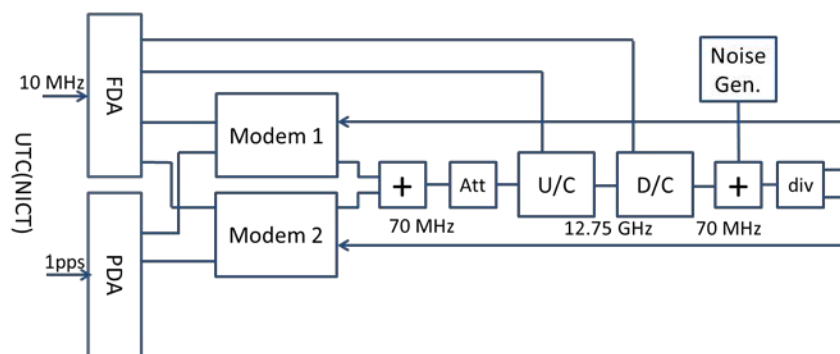 FDA
10 MHz
UTC(NICT)
1pps
PDA
Modem 1
Modem 2
+
70 MHz
Att
U/C
12.75 GHz
D/C
Noise
Gen.
+
70 MHz
div